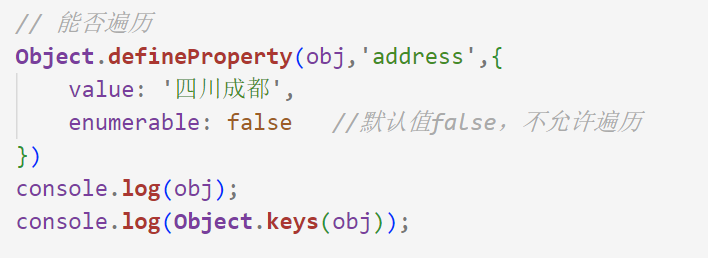 // 能否遍历
Object.defineProperty(obj,'address',{
    value: '四川成都',
    enumerable: false   //默认值false，不允许遍历
})
console.log(obj);
console.log(Object.keys(obj));